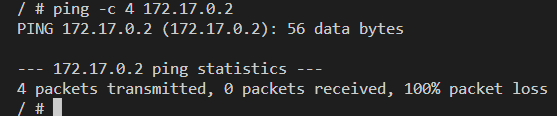 / # ping -c 4 172.17.0.2
PING 172.17.0.2 (172.17.0.2): 56 data bytes
--- 172.17.0.2 ping statistics ---
4 packets transmitted, 0 packets received, 100% packet loss
/ #